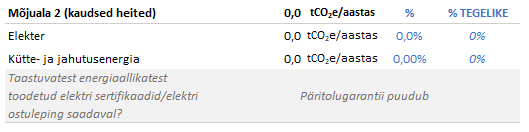 Mõjuala 2 (kaudsed heited) 0,0 tCO₂e/aastas % % TEGELIKE
Elekter 0,0 tCO₂e/aastas 0,0% 0%
Kütte- ja jahutusenergia 0,0 tCO₂e/aastas 0,00% 0%
Taastuvatest energiaallikatest
toodetud elektri sertifikaadid/elektri
ostuleping saadaval? Päritolugarantii puudub